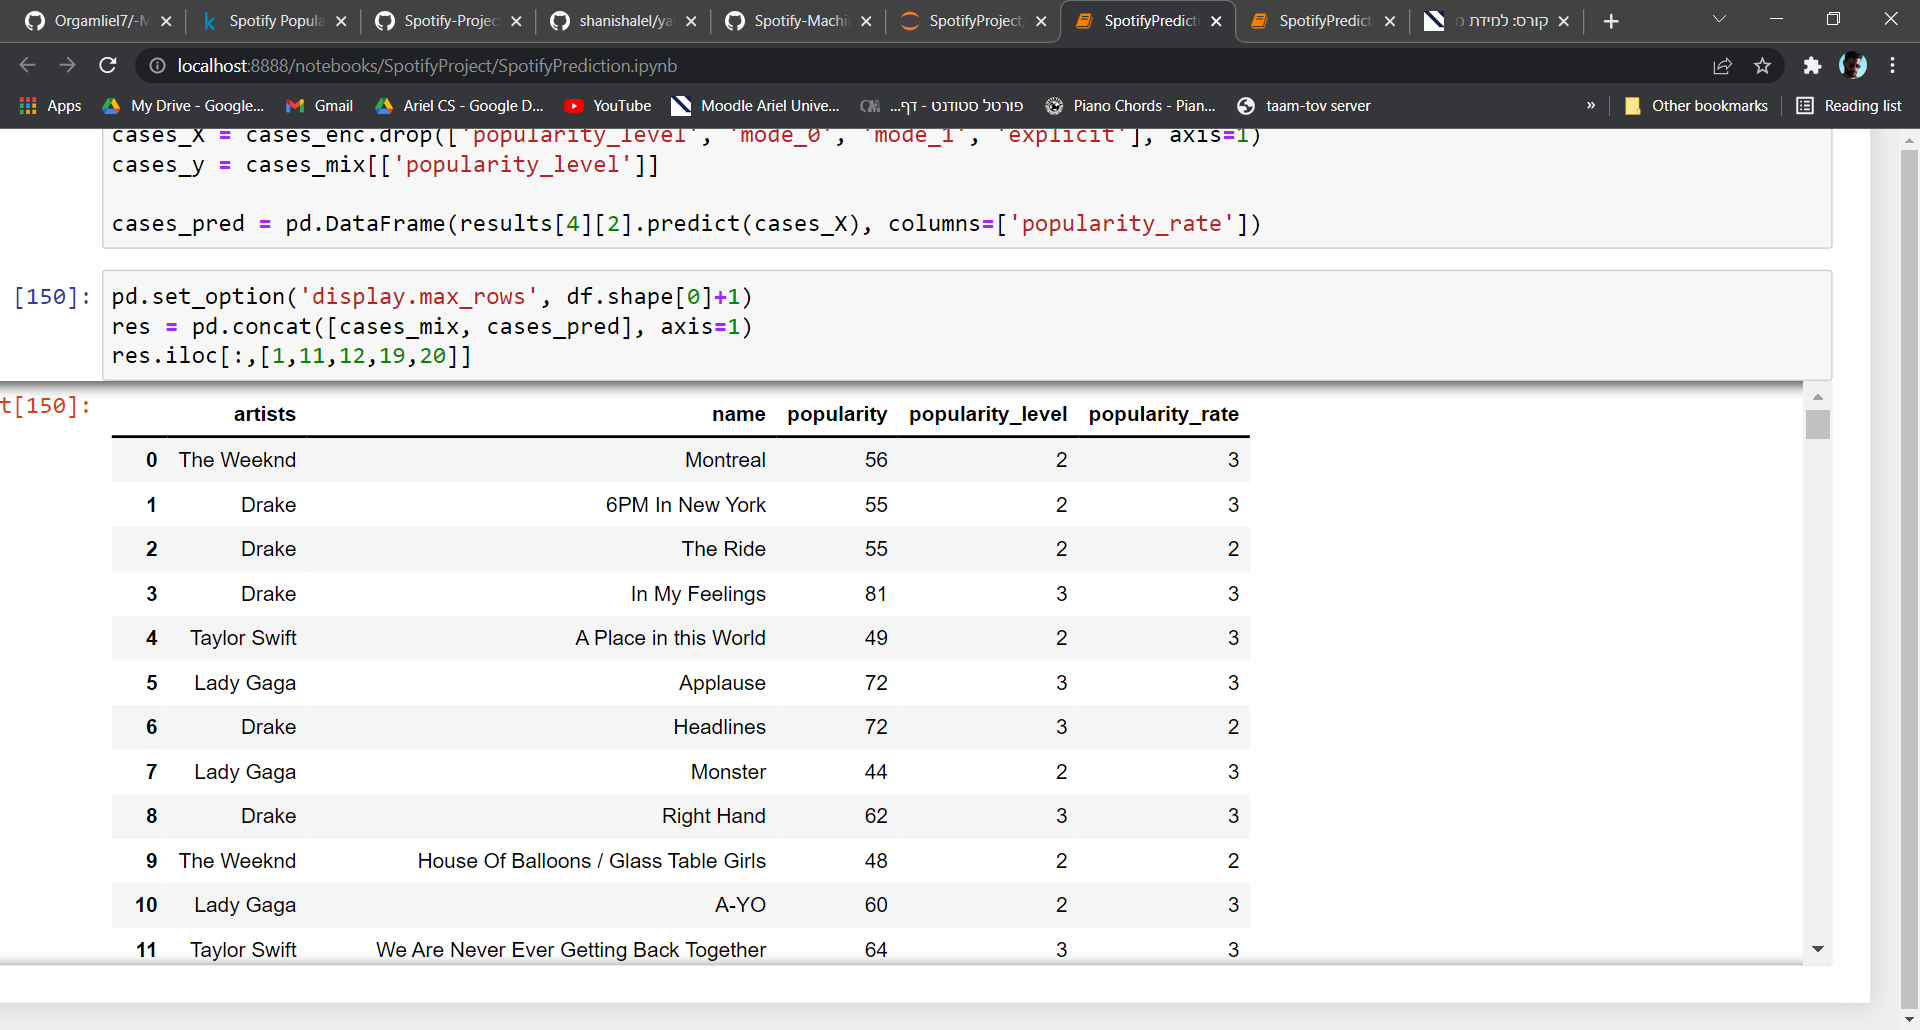 Orgamliel7/-M
Spotify Popula
Spotify-Projec
shanishalel/ya
Spotify-Machi
SpotifyProject
SpotifyPredicti
SpotifyPredict
קורס: למידת מ
localhost:8888/notebooks/SpotifyProject/SpotifyPrediction.ipynb
Apps My Drive - Google... Gmail Ariel CS - Google D... YouTube Moodle Ariel Unive... פורטל סטודנט - דף... Piano Chords - Pian... taam-tov server » Other bookmarks Reading list
cases_X = cases_enc.drop(['popularity_level', 'mode_0', 'mode_1', 'explicit'], axis=1)
cases_y = cases_mix[['popularity_level']]
cases_pred = pd.DataFrame(results[4][2].predict(cases_X), columns=['popularity_rate'])
[150]: pd.set_option('display.max_rows', df.shape[0]+1)
res = pd.concat([cases_mix, cases_pred], axis=1)
res.iloc[:,[1,11,12,19,20]]
t[150]:
artists name popularity popularity_level popularity_rate
0 The Weeknd Montreal 56 2 3
1 Drake 6PM In New York 55 2 3
2 Drake The Ride 55 2 2
3 Drake In My Feelings 81 3 3
4 Taylor Swift A Place in this World 49 2 3
5 Lady Gaga Applause 72 3 3
6 Drake Headlines 72 3 2
7 Lady Gaga Monster 44 2 3
8 Drake Right Hand 62 3 3
9 The Weeknd House Of Balloons / Glass Table Girls 48 2 2
10 Lady Gaga A-YO 60 2 3
11 Taylor Swift We Are Never Ever Getting Back Together 64 3 3